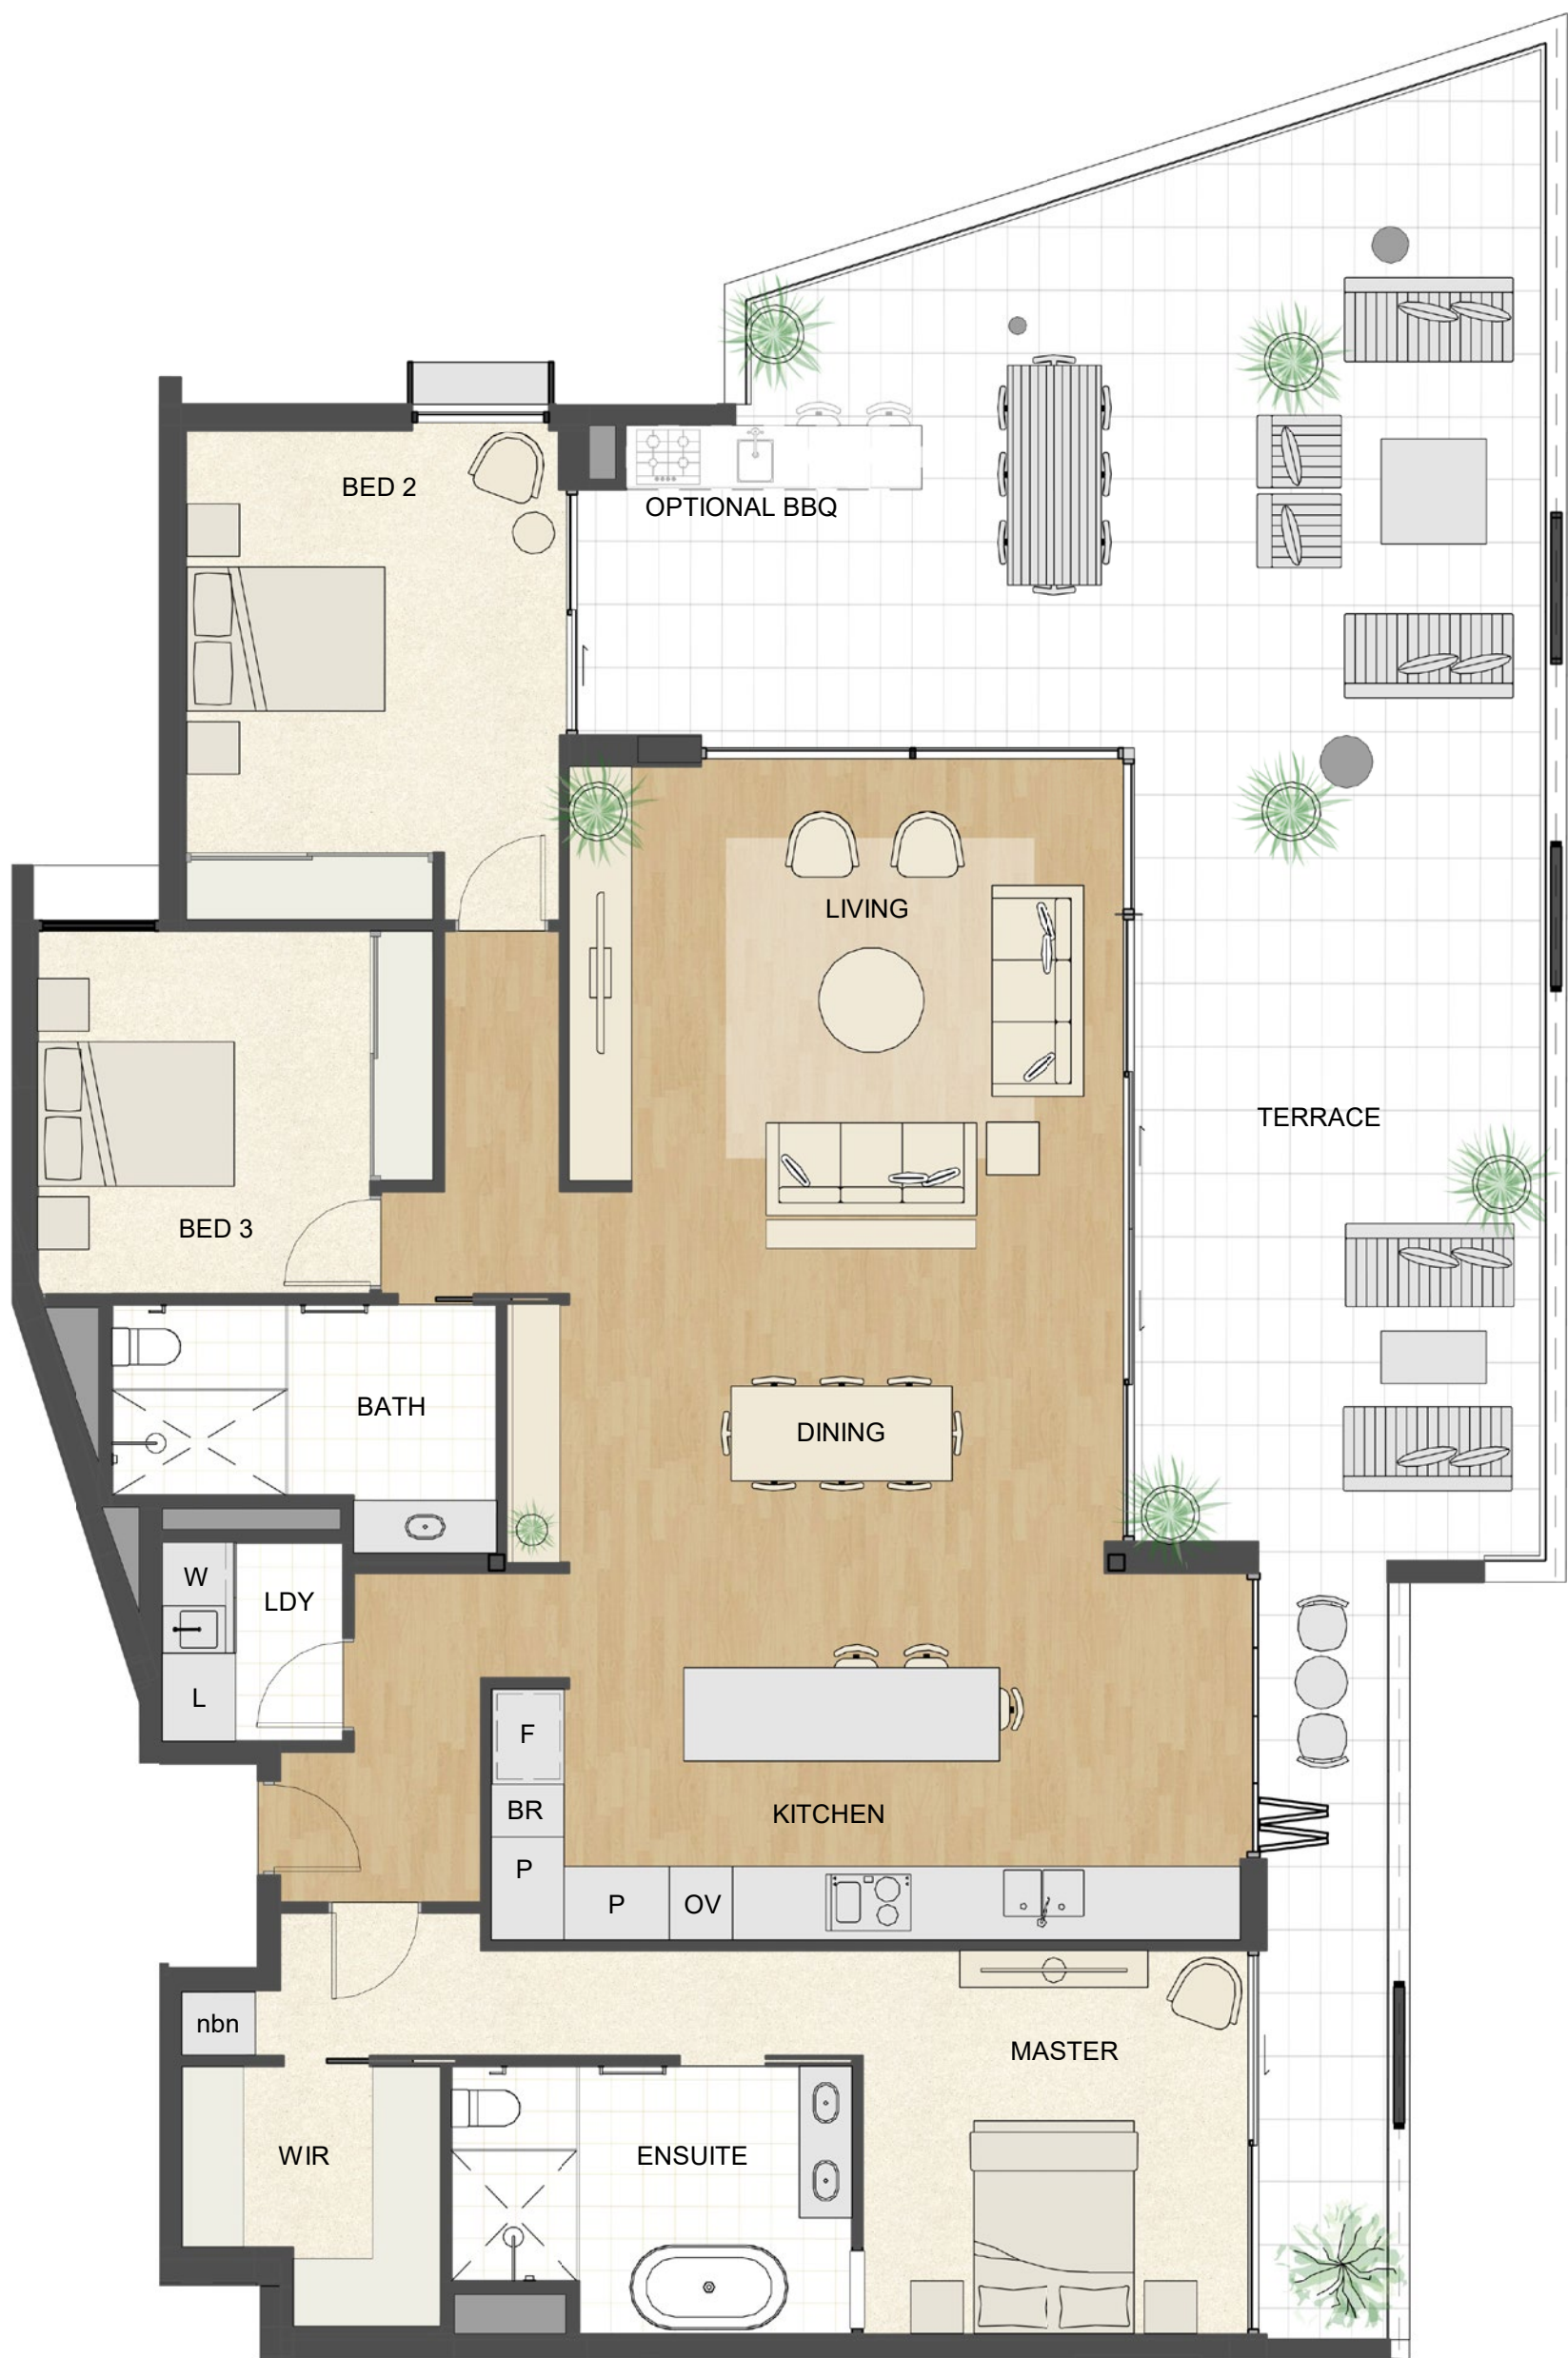 BED 2
OPTIONAL BBQ
LIVING
TERRACE
BED 3
BATH
DINING
W
LDY
L
F
BR
KITCHEN
P
P
OV
nbn
MASTER
WIR
ENSUITE